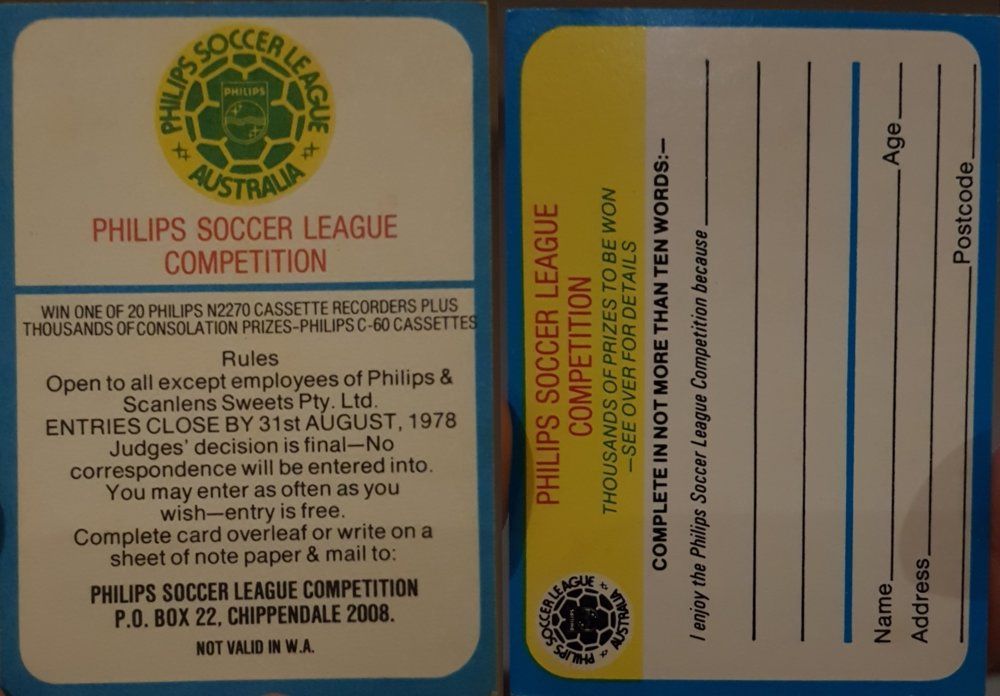 PHILIPS SOCCER LEAGUE
PHILIPS
AUSTRALIA
PHILIPS SOCCER LEAGUE
COMPETITION
WIN ONE OF 20 PHILIPS N2270 CASSETTE RECORDERS PLUS
THOUSANDS OF CONSOLATION PRIZES–PHILIPS C-60 CASSETTES
Rules
Open to all except employees of Philips &
Scanlens Sweets Pty. Ltd.
ENTRIES CLOSE BY 31st AUGUST, 1978
Judges' decision is final—No
correspondence will be entered into.
You may enter as often as you
wish—entry is free.
Complete card overleaf or write on a
sheet of note paper & mail to:
PHILIPS SOCCER LEAGUE COMPETITION
P.O. BOX 22, CHIPPENDALE 2008.
NOT VALID IN W.A.
PHILIPS SOCCER LEAGUE
PHILIPS
AUSTRALIA
PHILIPS SOCCER LEAGUE
COMPETITION
THOUSANDS OF PRIZES TO BE WON
—SEE OVER FOR DETAILS
COMPLETE IN NOT MORE THAN TEN WORDS:—
I enjoy the Philips Soccer League Competition because
Name Age
Address
Postcode